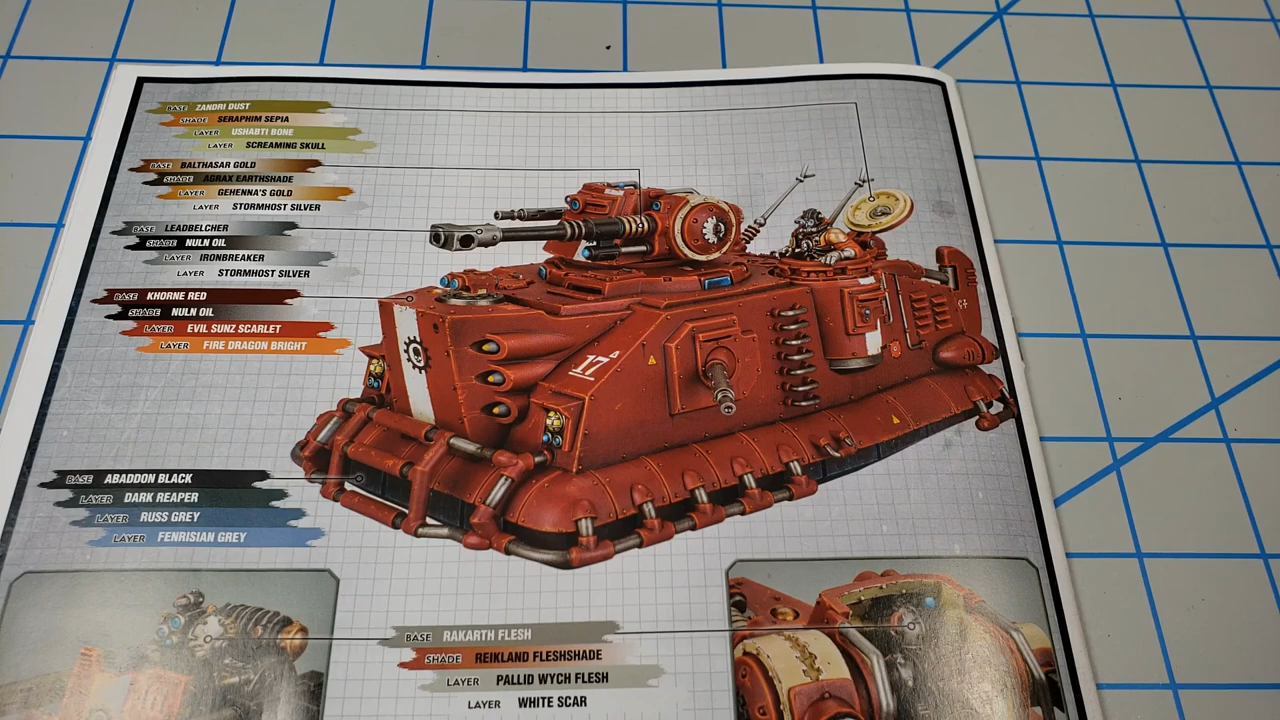 BASE ZANDRI DUST
SHADE SERAPHIM SEPIA
LAYER USHABTI BONE
LAYER SCREAMING SKULL
BASE BALTHASAR GOLD
SHADE AGRAX EARTHSHADE
LAYER GEHENNA'S GOLD
LAYER STORMHOST SILVER
BASE LEADBELCHER
SHADE NULN OIL
LAYER IRONBREAKER
LAYER STORMHOST SILVER
BASE KHORNE RED
SHADE NULN OIL
LAYER EVIL SUNZ SCARLET
LAYER FIRE DRAGON BRIGHT
17
BASE ABADDON BLACK
LAYER DARK REAPER
LAYER RUSS GREY
LAYER FENRISIAN GREY
BASE RAKARTH FLESH
SHADE REIKLAND FLESHSHADE
LAYER PALLID WYCH FLESH
LAYER WHITE SCAR